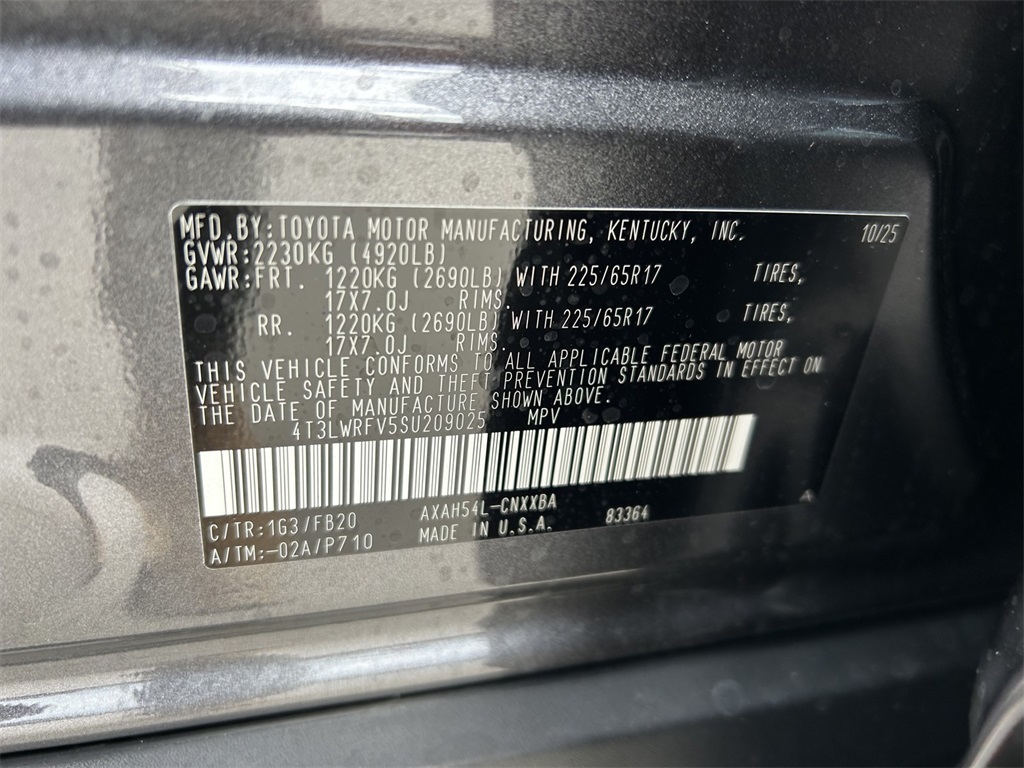 MFD.BY:TOYOTA MOTOR MANUFACTURING, KENTUCKY, INC. 10/25
GVWR:2230KG (4920LB)
GAWR:FRT. 1220KG (2690LB) WITH 225/65R17 TIRES,
17X7.0J RIMS.
RR. 1220KG (2690LB) WITH 225/65R17 TIRES,
17X7.0J RIMS.
THIS VEHICLE CONFORMS TO ALL APPLICABLE FEDERAL MOTOR
VEHICLE SAFETY AND THEFT PREVENTION STANDARDS IN EFFECT ON
THE DATE OF MANUFACTURE SHOWN ABOVE.
4T3LWRFV5SU209025 MPV
C/TR:1G3/FB20 AXAH54L-CNXXBA
A/TM:-02A/P710 MADE IN U.S.A. 83364